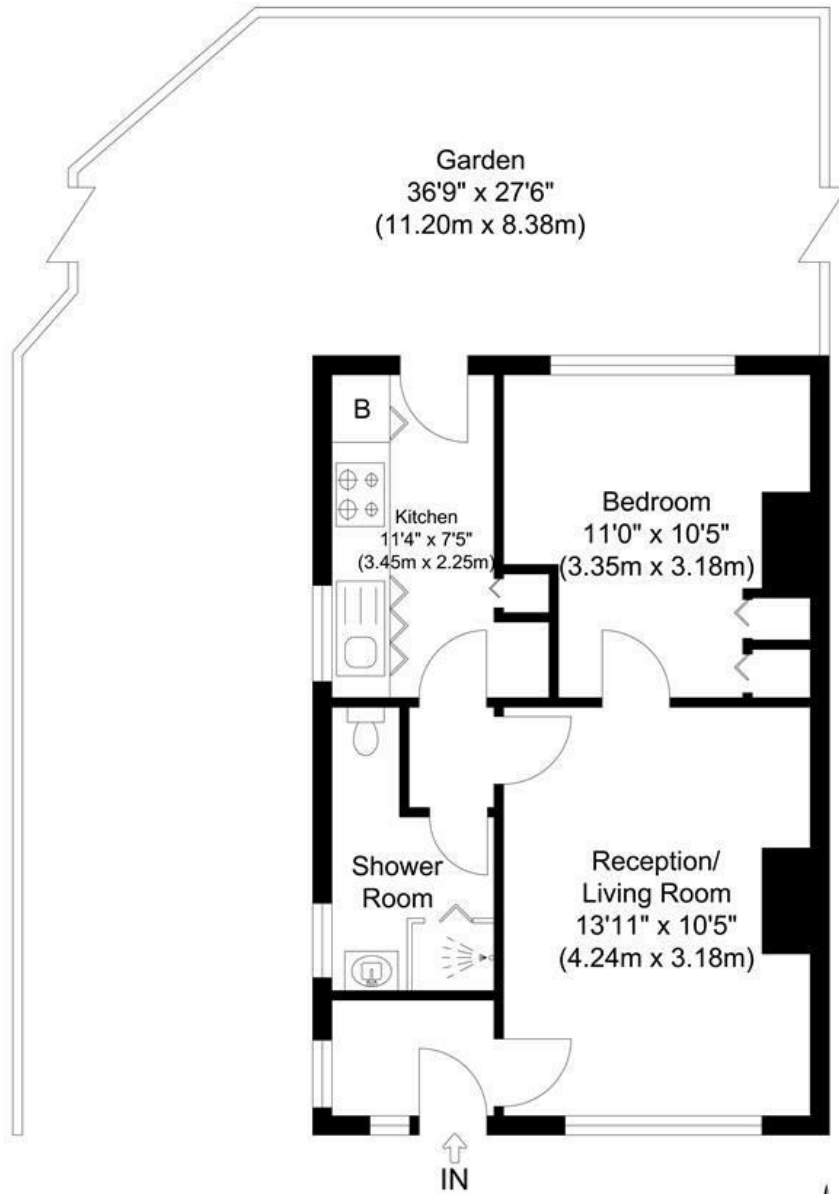 Garden
36'9" x 27'6"
(11.20m x 8.38m)
B
Kitchen
11'4" x 7'5"
(3.45m x 2.25m)
Bedroom
11'0" x 10'5"
(3.35m x 3.18m)
Shower
Room
Reception/
Living Room
13'11" x 10'5"
(4.24m x 3.18m)
IN